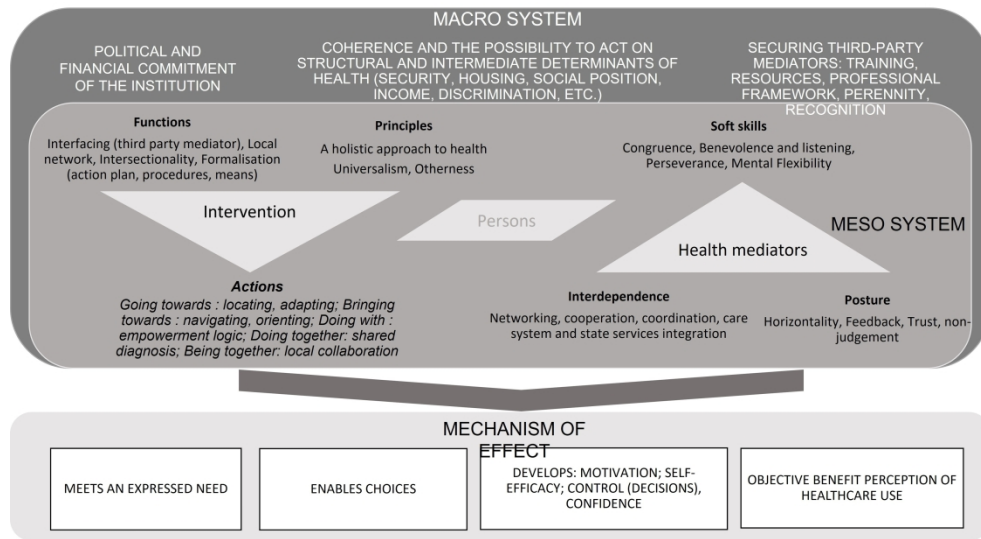 MACRO SYSTEM
POLITICAL AND
FINANCIAL COMMITMENT
OF THE INSTITUTION
COHERENCE AND THE POSSIBILITY TO ACT ON
STRUCTURAL AND INTERMEDIATE DETERMINANTS OF
HEALTH (SECURITY, HOUSING, SOCIAL POSITION,
INCOME, DISCRIMINATION, ETC.)
SECURING THIRD-PARTY
MEDIATORS: TRAINING,
RESOURCES, PROFESSIONAL
FRAMEWORK, PERENNITY,
RECOGNITION
Functions
Interfacing (third party mediator), Local
network, Intersectionality, Formalisation
(action plan, procedures, means)
Principles
A holistic approach to health
Universalism, Otherness
Soft skills
Congruence, Benevolence and listening,
Perseverance, Mental Flexibility
Intervention
Persons
MESO SYSTEM
Health mediators
Actions
Going towards : locating, adapting; Bringing
towards : navigating, orienting; Doing with :
empowerment logic; Doing together: shared
diagnosis; Being together: local collaboration
Interdependence
Networking, cooperation, coordination, care
system and state services integration
Posture
Horizontality, Feedback, Trust, non-
judgement
MECHANISM OF
EFFECT
MEETS AN EXPRESSED NEED
ENABLES CHOICES
DEVELOPS: MOTIVATION; SELF-
EFFICACY; CONTROL (DECISIONS),
CONFIDENCE
OBJECTIVE BENEFIT PERCEPTION OF
HEALTHCARE USE